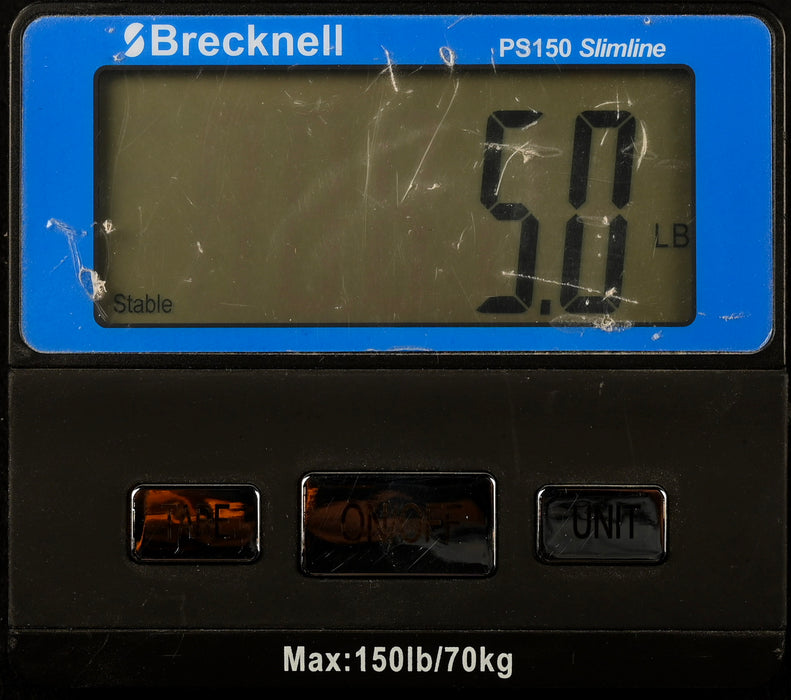 Brecknell
PS150 Slimline
5.0
LB
Stable
TARE
ON/OFF
UNIT
Max:150lb/70kg